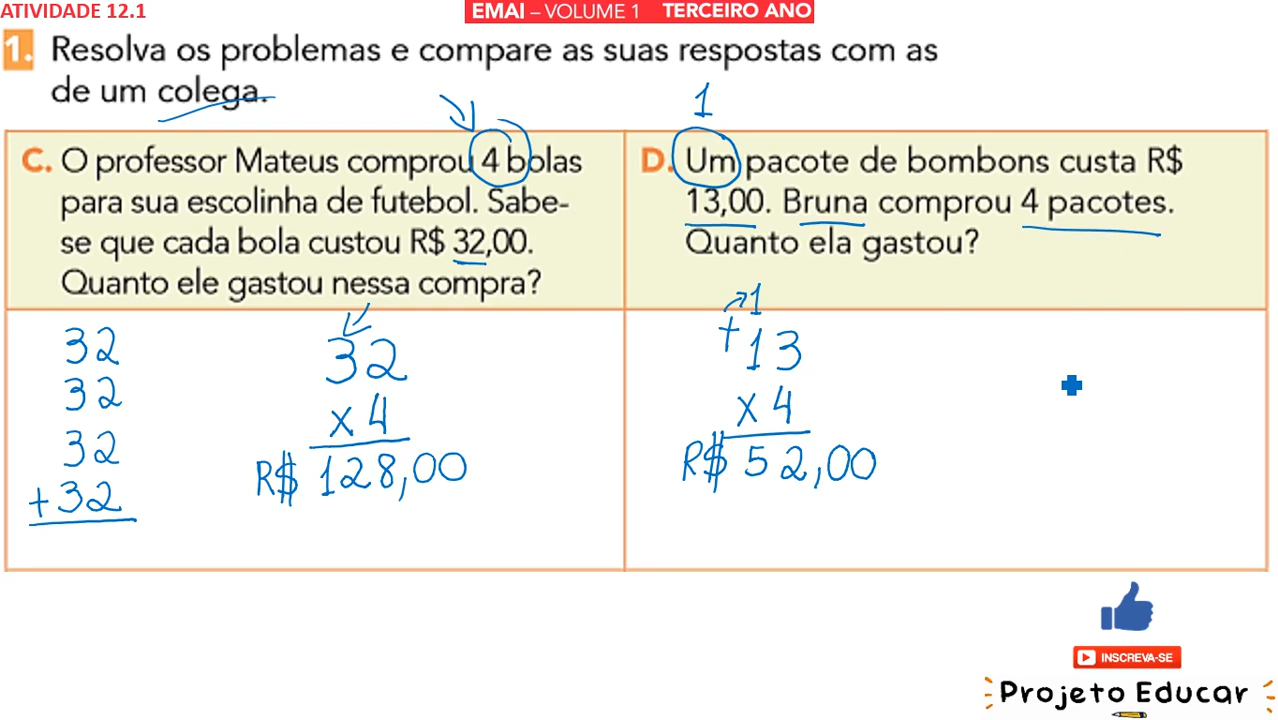 ATIVIDADE 12.1
EMAI – VOLUME 1 TERCEIRO ANO
1. Resolva os problemas e compare as suas respostas com as
de um colega.
C. O professor Mateus comprou 4 bolas
para sua escolinha de futebol. Sabe-
se que cada bola custou R$ 32,00.
Quanto ele gastou nessa compra?
1
D. Um pacote de bombons custa R$
13,00. Bruna comprou 4 pacotes.
Quanto ela gastou?
32
32
32
+32
32
x 4
R$ 128,00
1
+
13
x 4
R$ 52,00
INSCREVA-SE
Projeto Educar